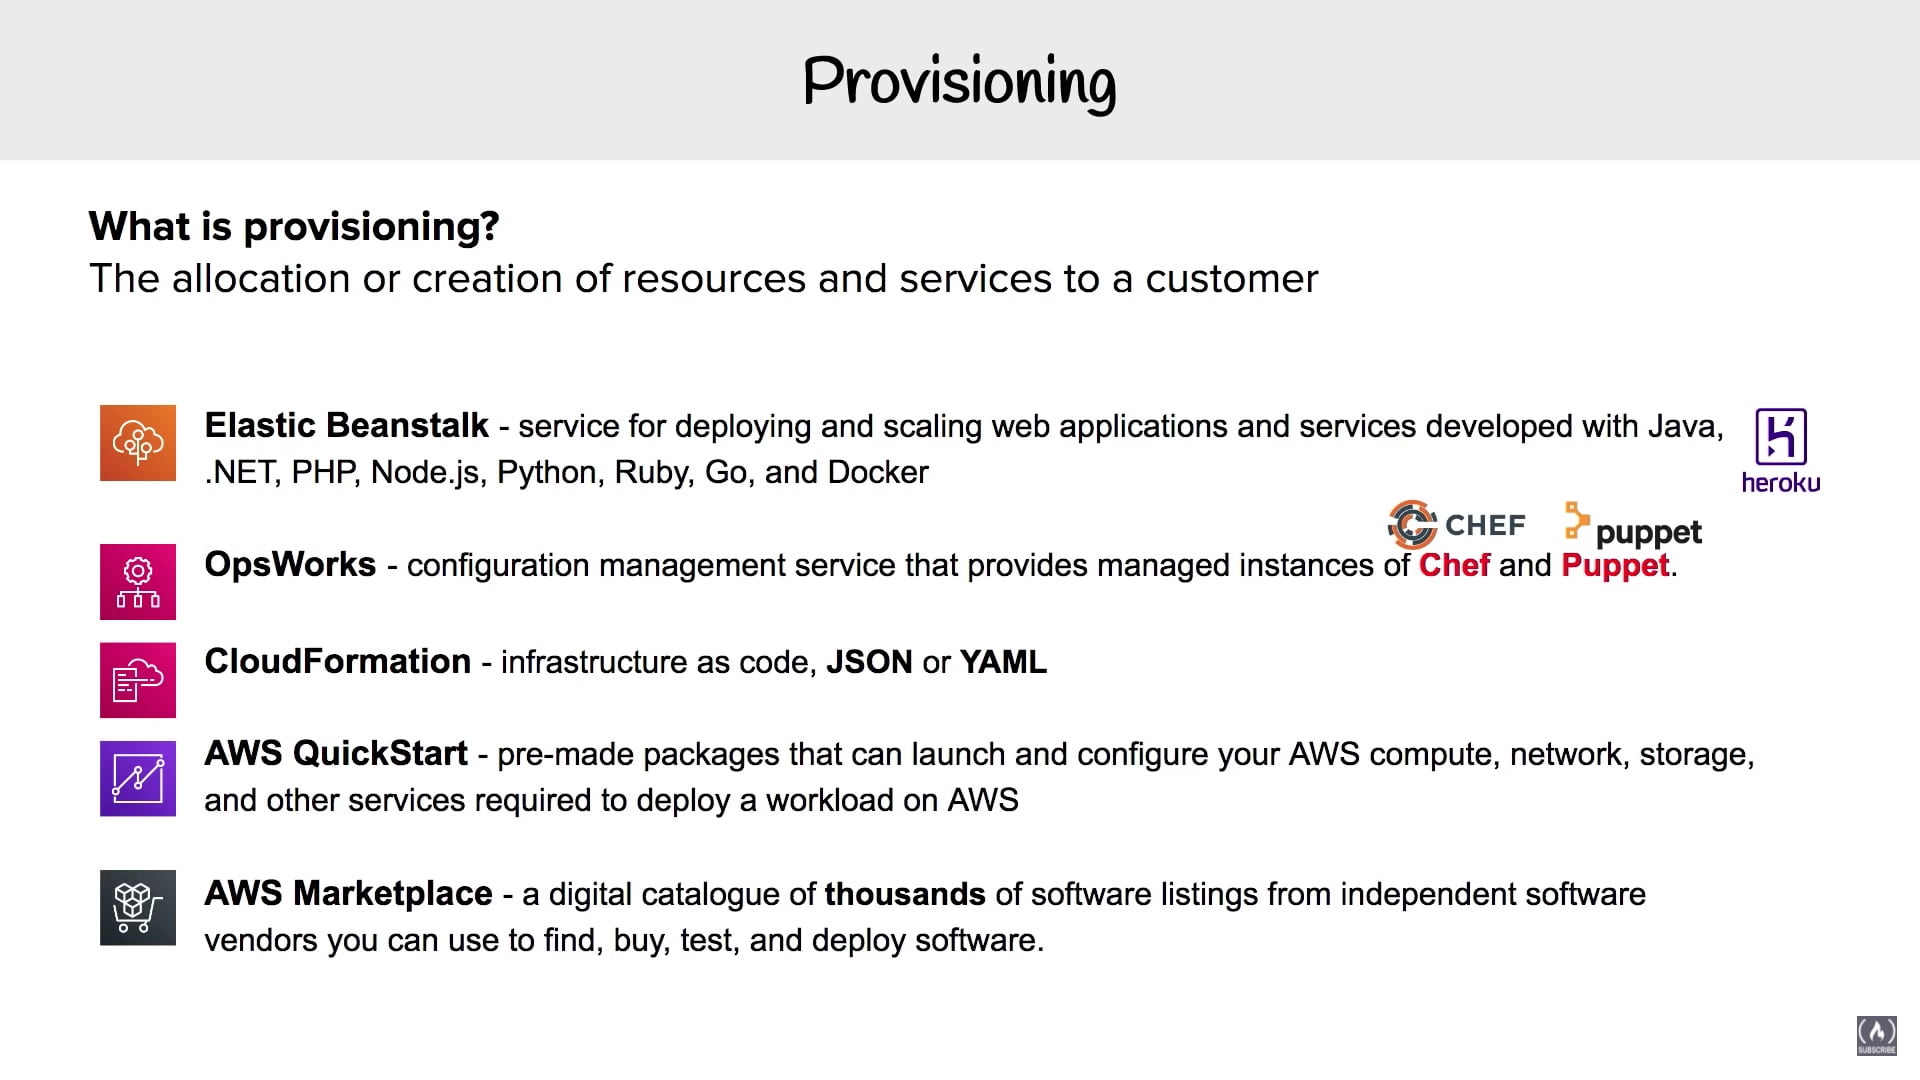 Provisioning
What is provisioning?
The allocation or creation of resources and services to a customer
Elastic Beanstalk - service for deploying and scaling web applications and services developed with Java,
.NET, PHP, Node.js, Python, Ruby, Go, and Docker
heroku
CHEF
puppet
OpsWorks - configuration management service that provides managed instances of Chef and Puppet.
CloudFormation - infrastructure as code, JSON or YAML
AWS QuickStart - pre-made packages that can launch and configure your AWS compute, network, storage,
and other services required to deploy a workload on AWS
AWS Marketplace - a digital catalogue of thousands of software listings from independent software
vendors you can use to find, buy, test, and deploy software.
SUBSCRIBE